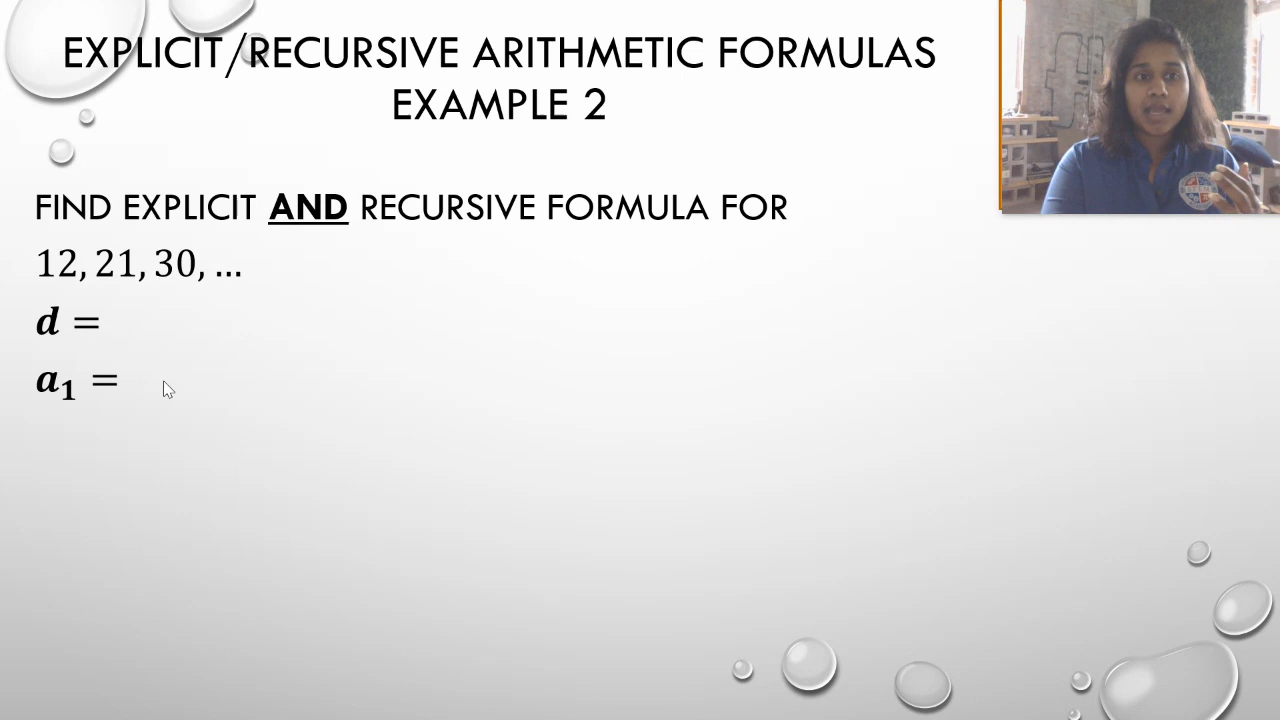 EXPLICIT/RECURSIVE ARITHMETIC FORMULAS
EXAMPLE 2
FIND EXPLICIT AND RECURSIVE FORMULA FOR
12, 21, 30, …
d =
a₁ =